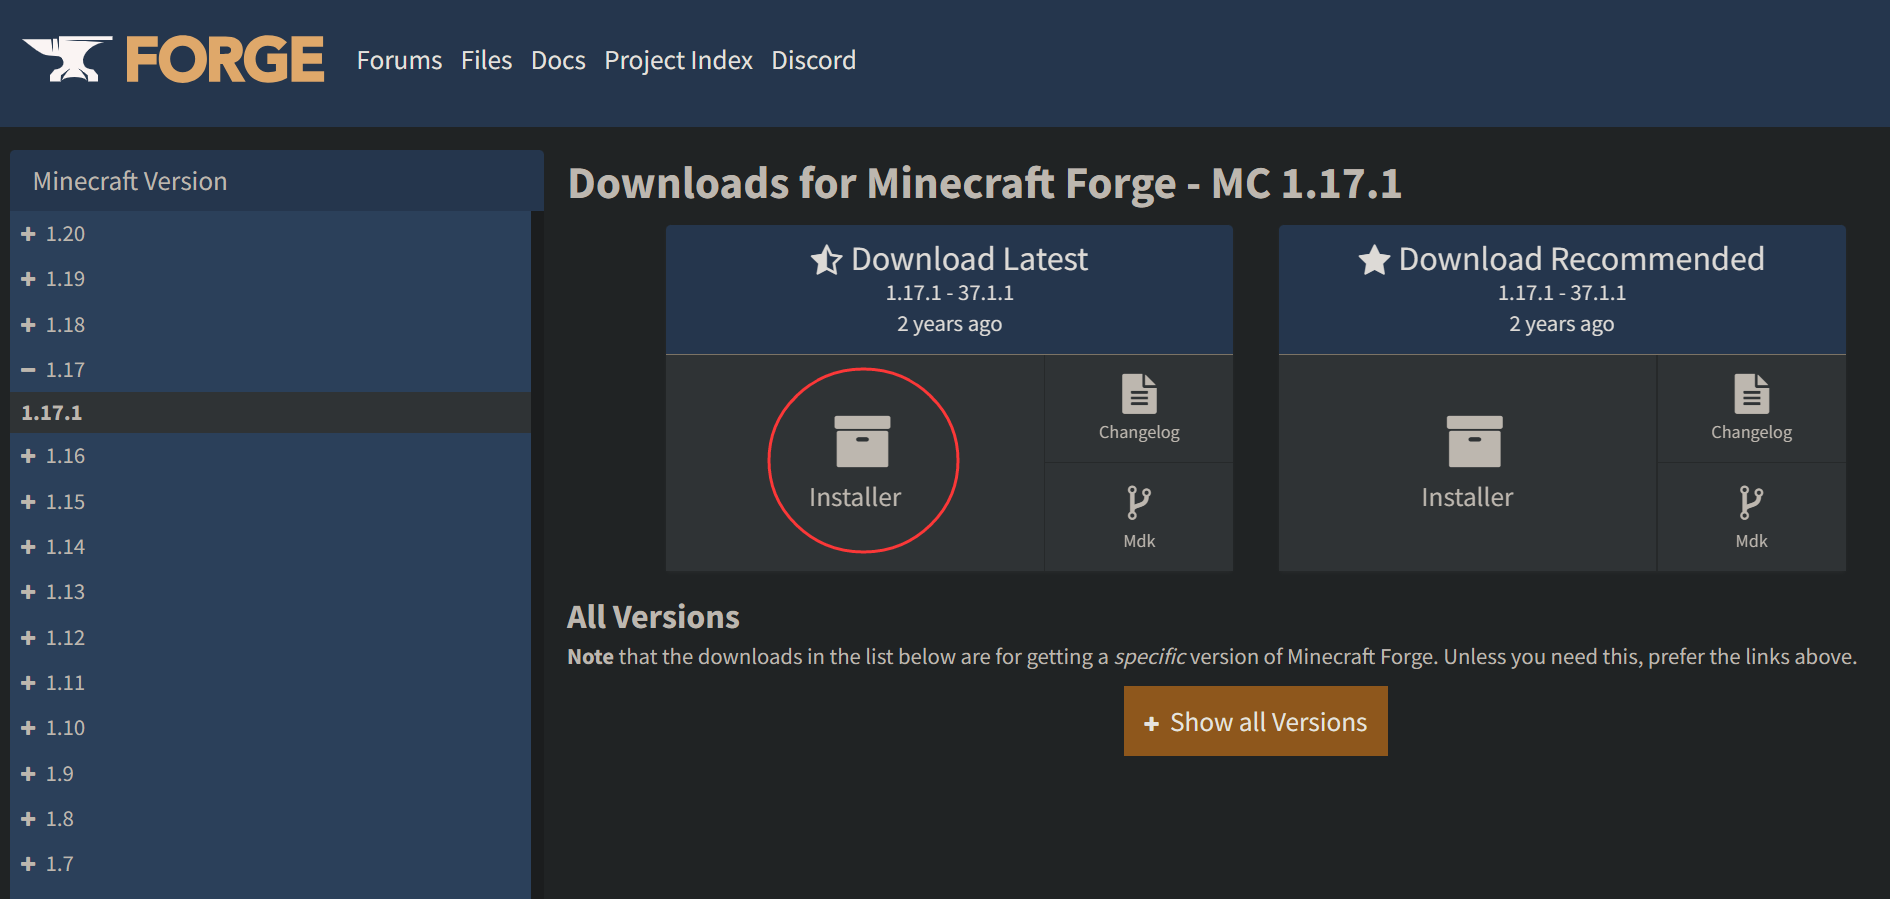 FORGE
Forums Files Docs Project Index Discord
Minecraft Version
1.20
1.19
1.18
1.17
1.17.1
1.16
1.15
1.14
1.13
1.12
1.11
1.10
1.9
1.8
1.7
Downloads for Minecraft Forge - MC 1.17.1
Download Latest
1.17.1 - 37.1.1
2 years ago
Installer
Changelog
Mdk
Download Recommended
1.17.1 - 37.1.1
2 years ago
Installer
Changelog
Mdk
All Versions
Note that the downloads in the list below are for getting a specific version of Minecraft Forge. Unless you need this, prefer the links above.
Show all Versions